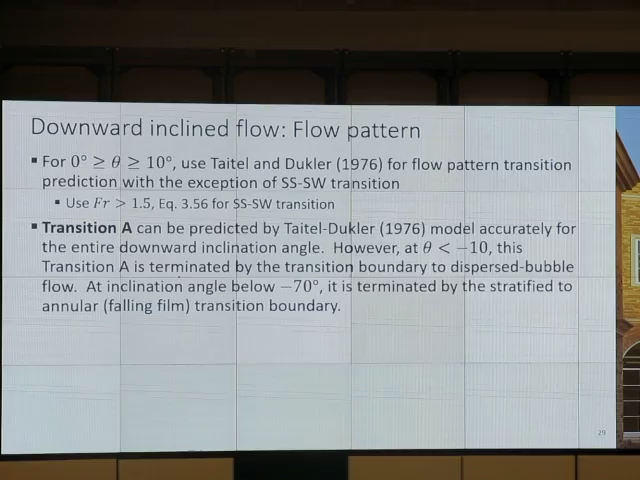 Downward inclined flow: Flow pattern
▪ For 0° ≥ θ ≥ 10°, use Taitel and Dukler (1976) for flow pattern transition
prediction with the exception of SS-SW transition
▪ Use Fr > 1.5, Eq. 3.56 for SS-SW transition
▪ Transition A can be predicted by Taitel-Dukler (1976) model accurately for
the entire downward inclination angle. However, at θ < −10, this
Transition A is terminated by the transition boundary to dispersed-bubble
flow. At inclination angle below −70°, it is terminated by the stratified to
annular (falling film) transition boundary.
29